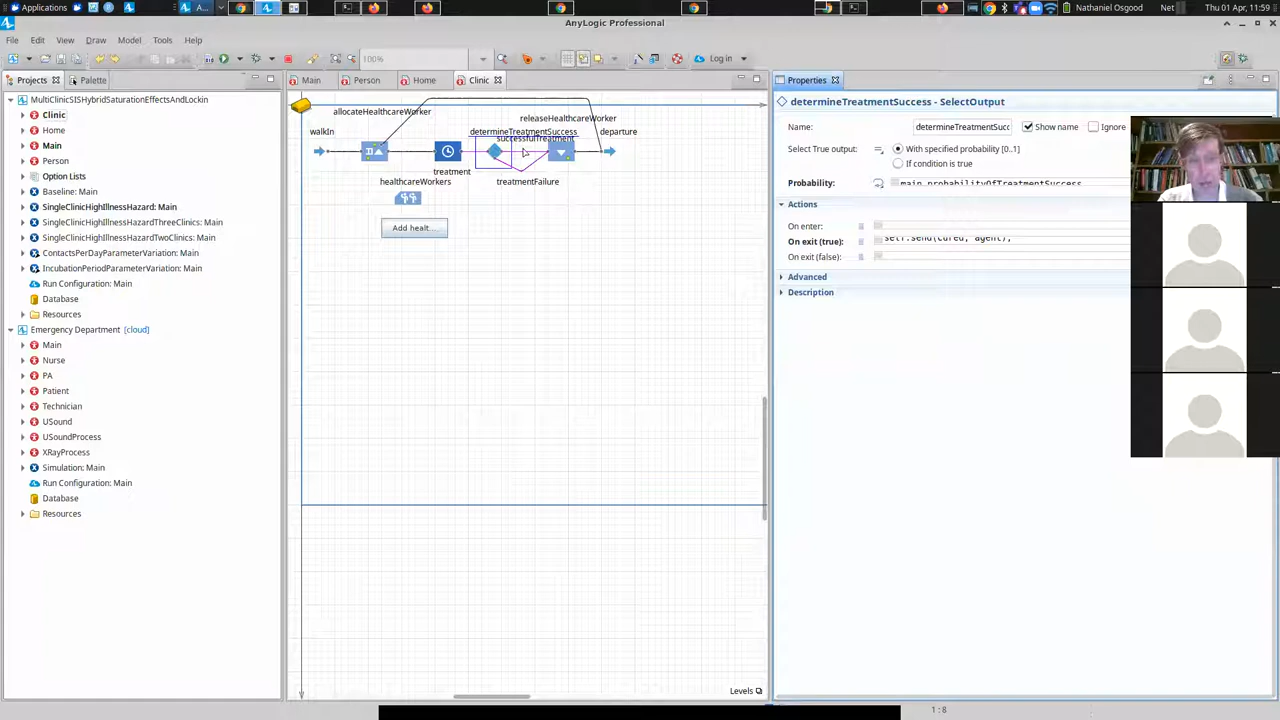 Applications
A...
Nathaniel Osgood
Net
Thu 01 Apr, 11:59
AnyLogic Professional
File Edit View Draw Model Tools Help
100%
Log in
Projects
Palette
Main
Person
Home
Clinic
Properties
MultiClinicSISHybridSaturationEffectsAndLockin
Clinic
Home
Main
Person
Option Lists
Baseline: Main
SingleClinicHighIllnessHazard: Main
SingleClinicHighIllnessHazardThreeClinics: Main
SingleClinicHighIllnessHazardTwoClinics: Main
ContactsPerDayParameterVariation: Main
IncubationPeriodParameterVariation: Main
Run Configuration: Main
Database
Resources
Emergency Department [cloud]
Main
Nurse
PA
Patient
Technician
USound
USoundProcess
XRayProcess
Simulation: Main
Run Configuration: Main
Database
Resources
allocateHealthcareWorker
releaseHealthcareWorker
walkIn
determineTreatmentSuccess
departure
successfulTreatment
treatment
healthcareWorkers
treatmentFailure
Add healt...
Levels
determineTreatmentSuccess - SelectOutput
Name:
determineTreatmentSucc
Show name
Ignore
Select True output:
With specified probability [0..1]
If condition is true
Probability:
main.probabilityOfTreatmentSuccess
Actions
On enter:
On exit (true):
self.send(Cured, agent);
On exit (false):
Advanced
Description
1 : 8